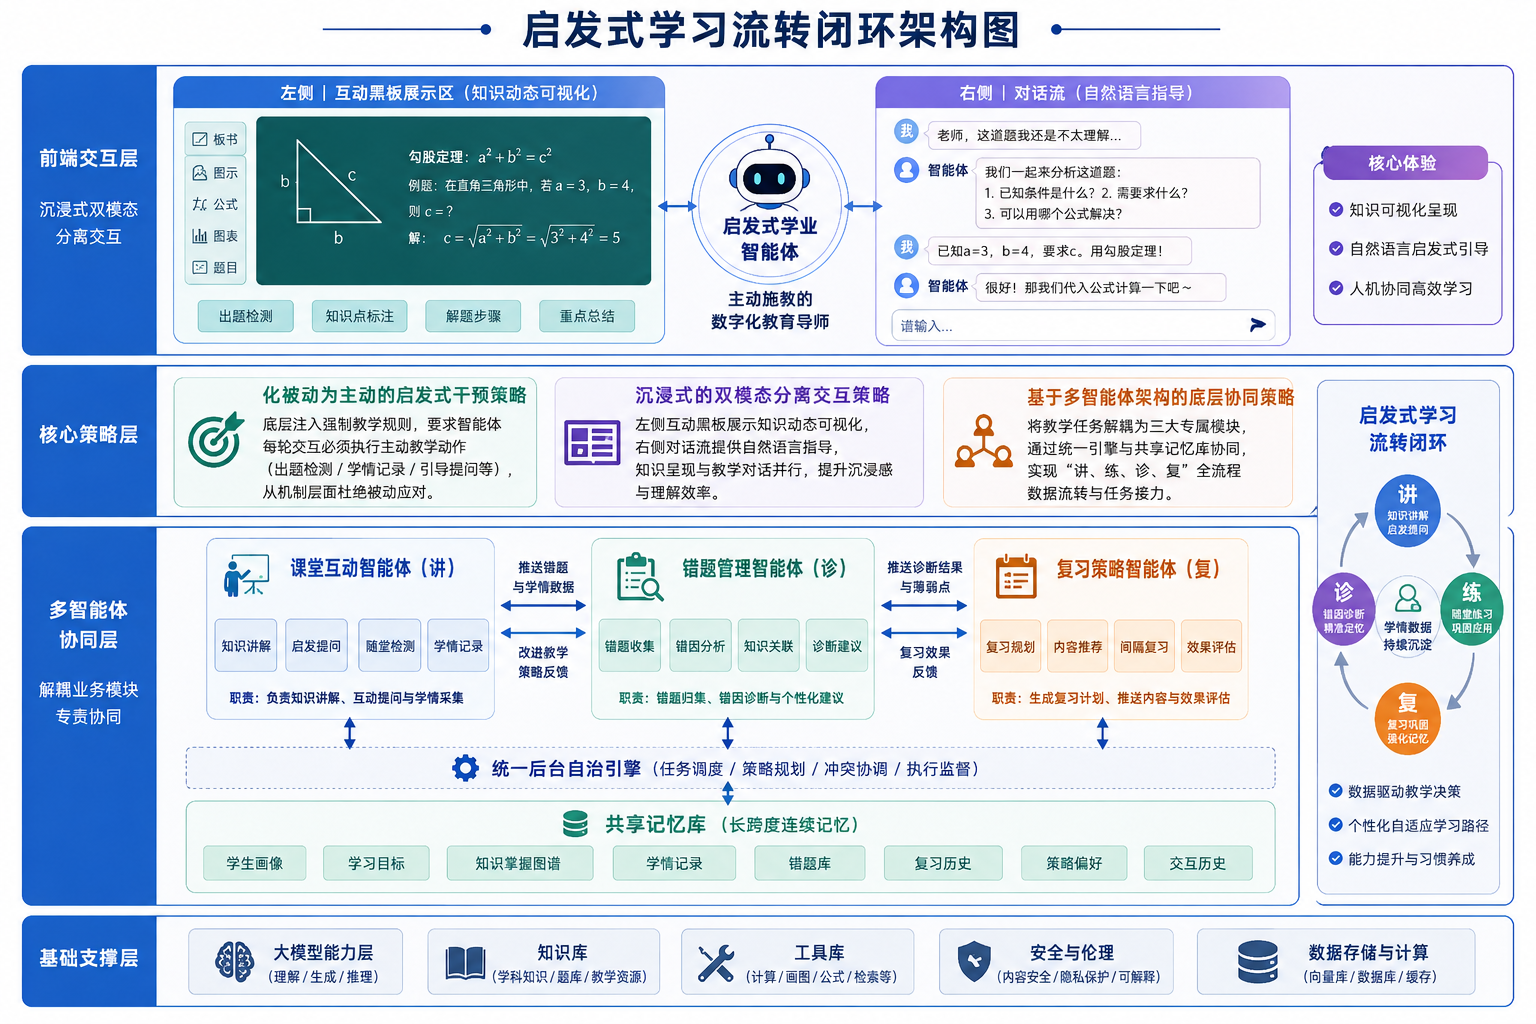 启发式学习流转闭环架构图
前端交互层
沉浸式双模态
分离交互
左侧｜互动黑板展示区（知识动态可视化）
板书
图示
公式
图表
题目
b
c
b
勾股定理：a²+b²=c²
例题：在直角三角形中，若 a=3，b=4，
则 c=？
解： c=√a²+b²=√3²+4²=5
出题检测
知识点标注
解题步骤
重点总结
启发式学业
智能体
主动施教的
数字化教育导师
右侧｜对话流（自然语言指导）
我
老师，这道题我还是不太理解...
智能体
我们一起来分析这道题：
1. 已知条件是什么？2. 需要求什么？
3. 可以用哪个公式解决？
我
已知a=3，b=4，要求c。用勾股定理！
智能体
很好！那我们代入公式计算一下吧～
请输入...
核心体验
知识可视化呈现
自然语言启发式引导
人机协同高效学习
核心策略层
化被动为主动的启发式干预策略
底层注入强制教学规则，要求智能体
每轮交互必须执行主动教学动作
（出题检测 / 学情记录 / 引导提问等），
从机制层面杜绝被动应对。
沉浸式的双模态分离交互策略
左侧互动黑板展示知识动态可视化，
右侧对话流提供自然语言指导，
知识呈现与教学对话并行，提升沉浸感
与理解效率。
基于多智能体架构的底层协同策略
将教学任务解耦为三大专属模块，
通过统一引擎与共享记忆库协同，
实现“讲、练、诊、复”全流程
数据流转与任务接力。
启发式学习
流转闭环
讲
知识讲解
启发提问
练
随堂练习
巩固应用
复
复习巩固
强化记忆
诊
错因诊断
学情数据
持续沉淀
数据驱动教学决策
个性化自适应学习路径
能力提升与习惯养成
多智能体
协同层
解耦业务模块
专责协同
课堂互动智能体（讲）
知识讲解
启发提问
随堂检测
学情记录
职责：负责知识讲解、互动提问与学情采集
推送错题
与学情数据
改进教学
策略反馈
错题管理智能体（诊）
错题收集
错因分析
知识关联
诊断建议
职责：错题归集、错因诊断与个性化建议
推送诊断结果
与薄弱点
复习效果
反馈
复习策略智能体（复）
复习规划
内容推荐
间隔复习
效果评估
职责：生成复习计划、推送内容与效果评估
统一后台自治引擎（任务调度 / 策略规划 / 冲突协调 / 执行监督）
共享记忆库（长跨度连续记忆）
学生画像
学习目标
知识掌握图谱
学情记录
错题库
复习历史
策略偏好
交互历史
基础支撑层
大模型能力层
（理解 / 生成 / 推理）
知识库
（学科知识 / 题库 / 教学资源）
工具库
（计算 / 画图 / 公式 / 检索等）
安全与伦理
（内容安全 / 隐私保护 / 可解释）
数据存储与计算
（向量库 / 数据库 / 缓存）